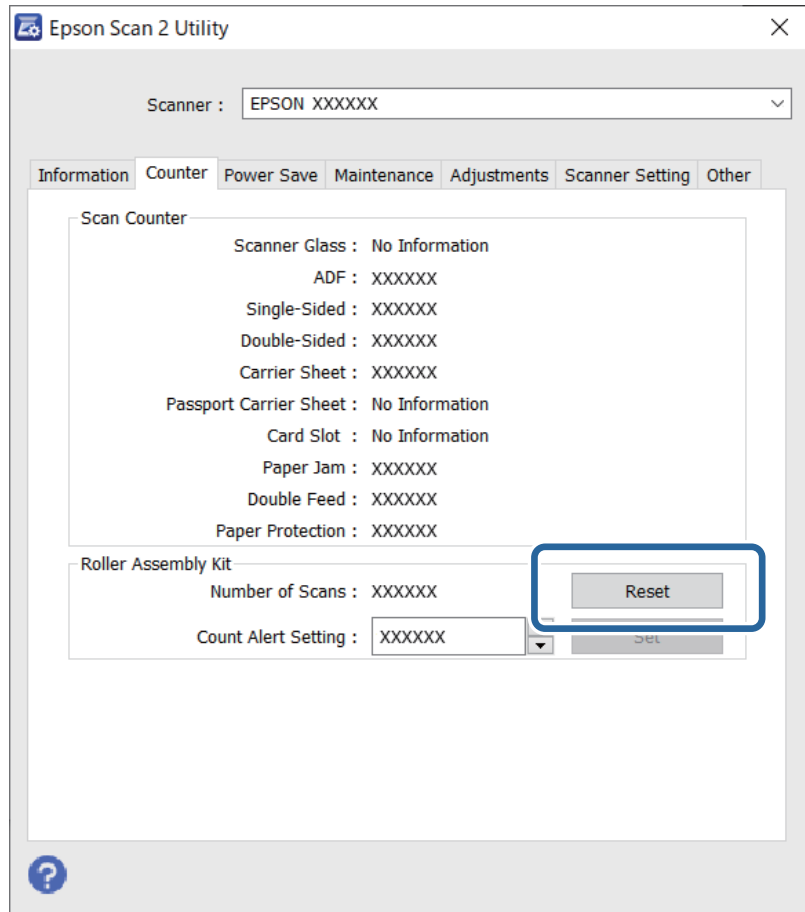 Epson Scan 2 Utility
Scanner : EPSON XXXXXX
Information Counter Power Save Maintenance Adjustments Scanner Setting Other
Scan Counter
Scanner Glass : No Information
ADF : XXXXXX
Single-Sided : XXXXXX
Double-Sided : XXXXXX
Carrier Sheet : XXXXXX
Passport Carrier Sheet : No Information
Card Slot : No Information
Paper Jam : XXXXXX
Double Feed : XXXXXX
Paper Protection : XXXXXX
Roller Assembly Kit
Number of Scans : XXXXXX Reset
Count Alert Setting : XXXXXX Set
?